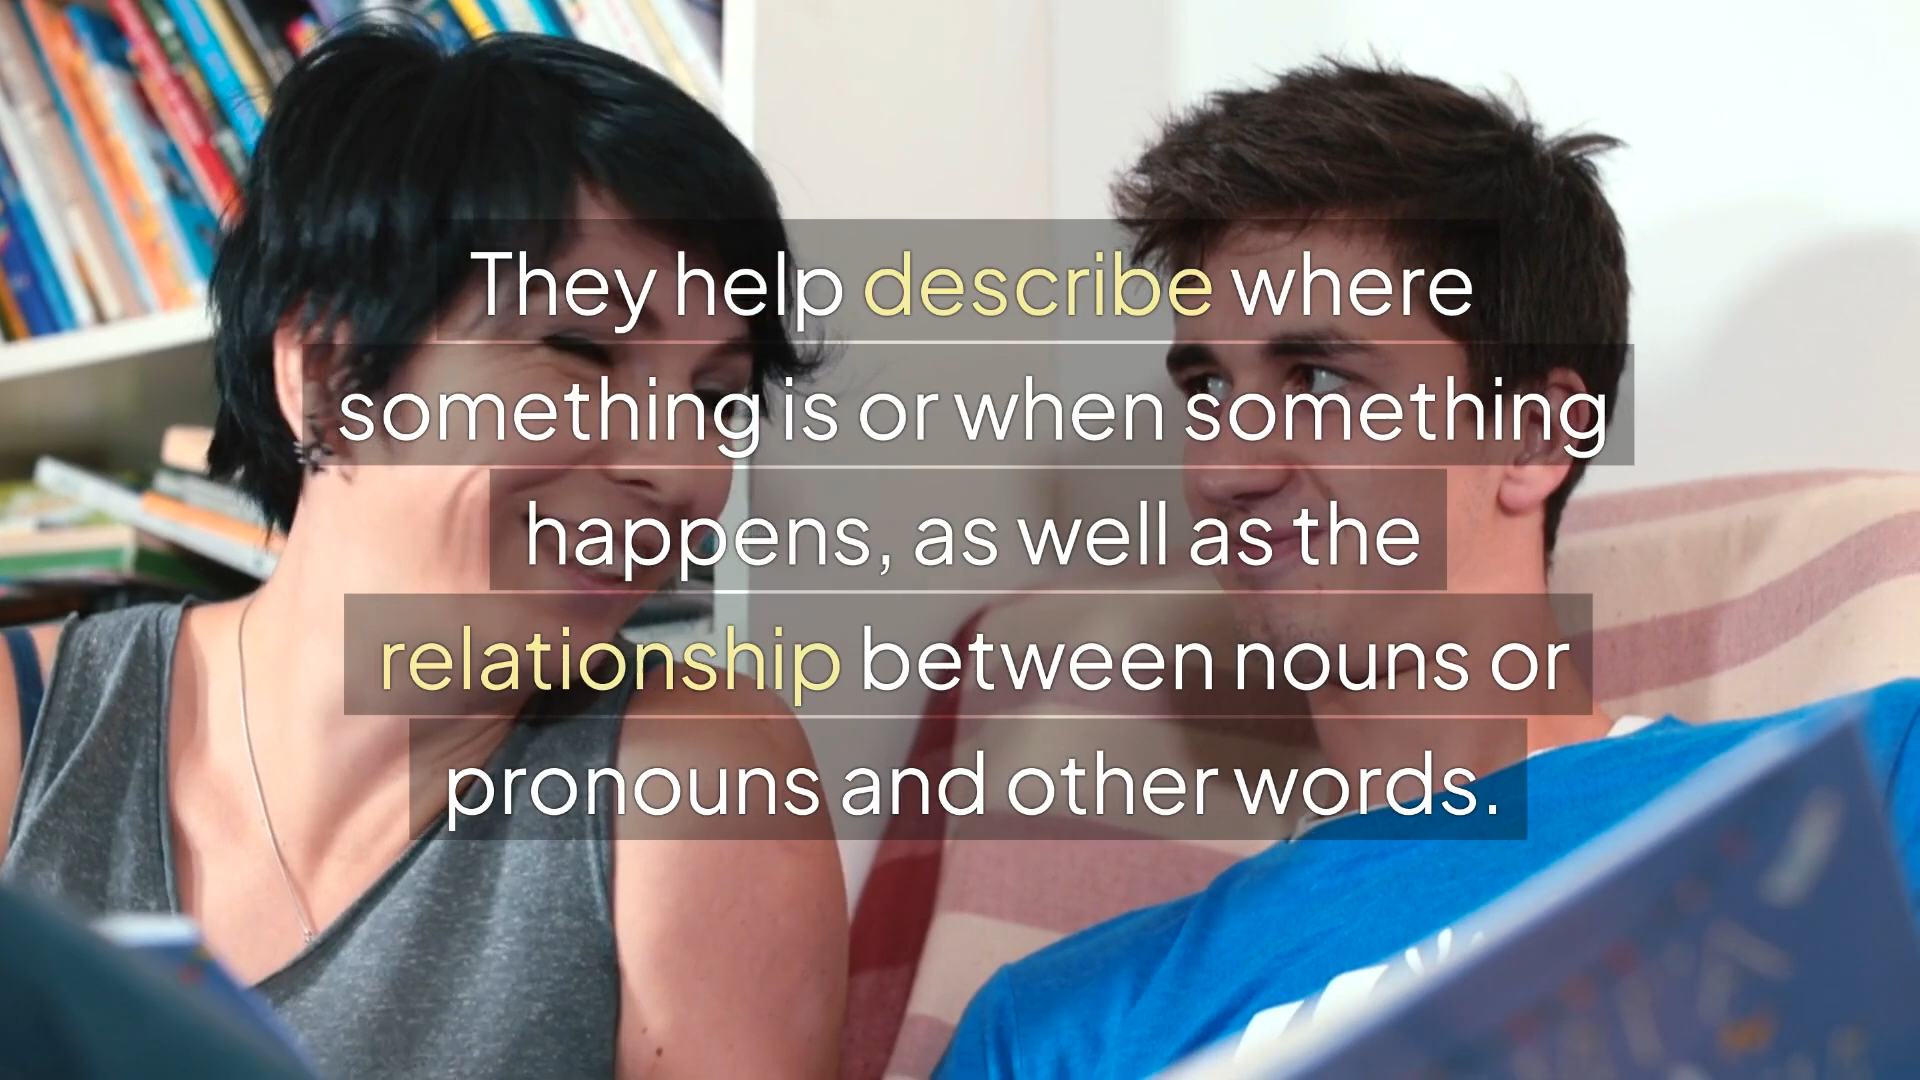 They help describe where
something is or when something
happens, as well as the
relationship between nouns or
pronouns and other words.